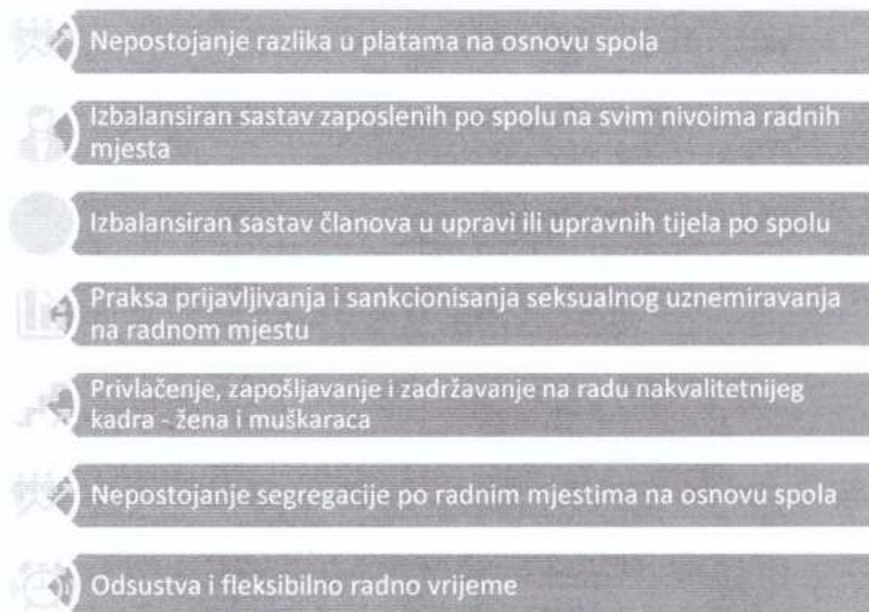 Nepostojanje razlika u platama na osnovu spola
Izbalansiran sastav zaposlenih po spolu na svim nivoima radnih
mjesta
Izbalansiran sastav članova u upravi ili upravnih tijela po spolu
Praksa prijavljivanja i sankcionisanja seksualnog uznemiravanja
na radnom mjestu
Privlačenje, zapošljavanje i zadržavanje na radu nakvalitetnijeg
kadra - žena i muškaraca
Nepostojanje segregacije po radnim mjestima na osnovu spola
Odsustva i fleksibilno radno vrijeme